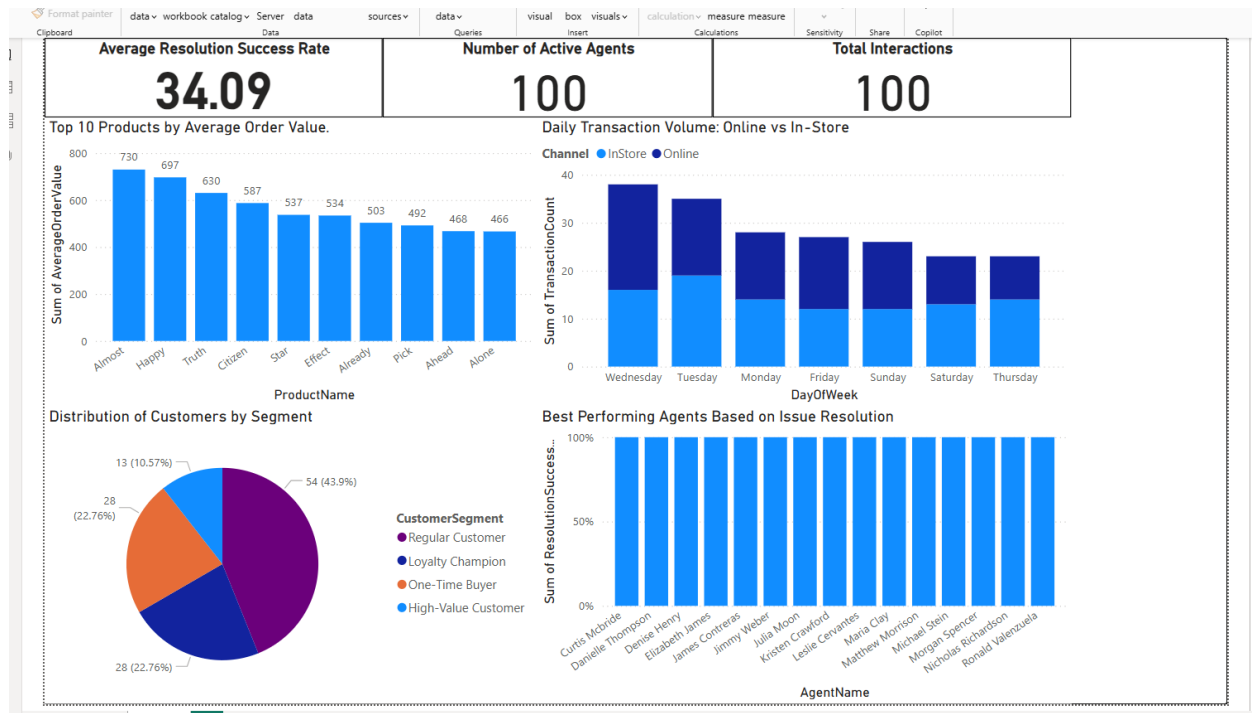 Format painter
data workbook catalog Server data sources data visual box visuals calculation measure measure
Clipboard Data Queries Insert Calculations Sensitivity Share Copilot
Average Resolution Success Rate
34.09
Number of Active Agents
100
Total Interactions
100
Top 10 Products by Average Order Value.
Sum of AverageOrderValue
800
600
400
200
0
730 697 630 587 537 534 503 492 468 466
Almost Happy Truth Citizen Star Effect Already Pick Ahead Alone
ProductName
Daily Transaction Volume: Online vs In-Store
Channel InStore Online
Sum of TransactionCount
40
30
20
10
0
Wednesday Tuesday Monday Friday Sunday Saturday Thursday
DayOfWeek
Distribution of Customers by Segment
13 (10.57%)
54 (43.9%)
28
(22.76%)
28 (22.76%)
CustomerSegment
Regular Customer
Loyalty Champion
One-Time Buyer
High-Value Customer
Best Performing Agents Based on Issue Resolution
Sum of ResolutionSuccess...
100%
50%
0%
Curtis Mcbride
Danielle Thompson
Denise Henry
Elizabeth James
James Contreras
Jimmy Weber
Julia Moon
Kristen Crawford
Leslie Cervantes
Maria Clay
Matthew Morrison
Michael Stein
Morgan Spencer
Nicholas Richardson
Ronald Valenzuela
AgentName